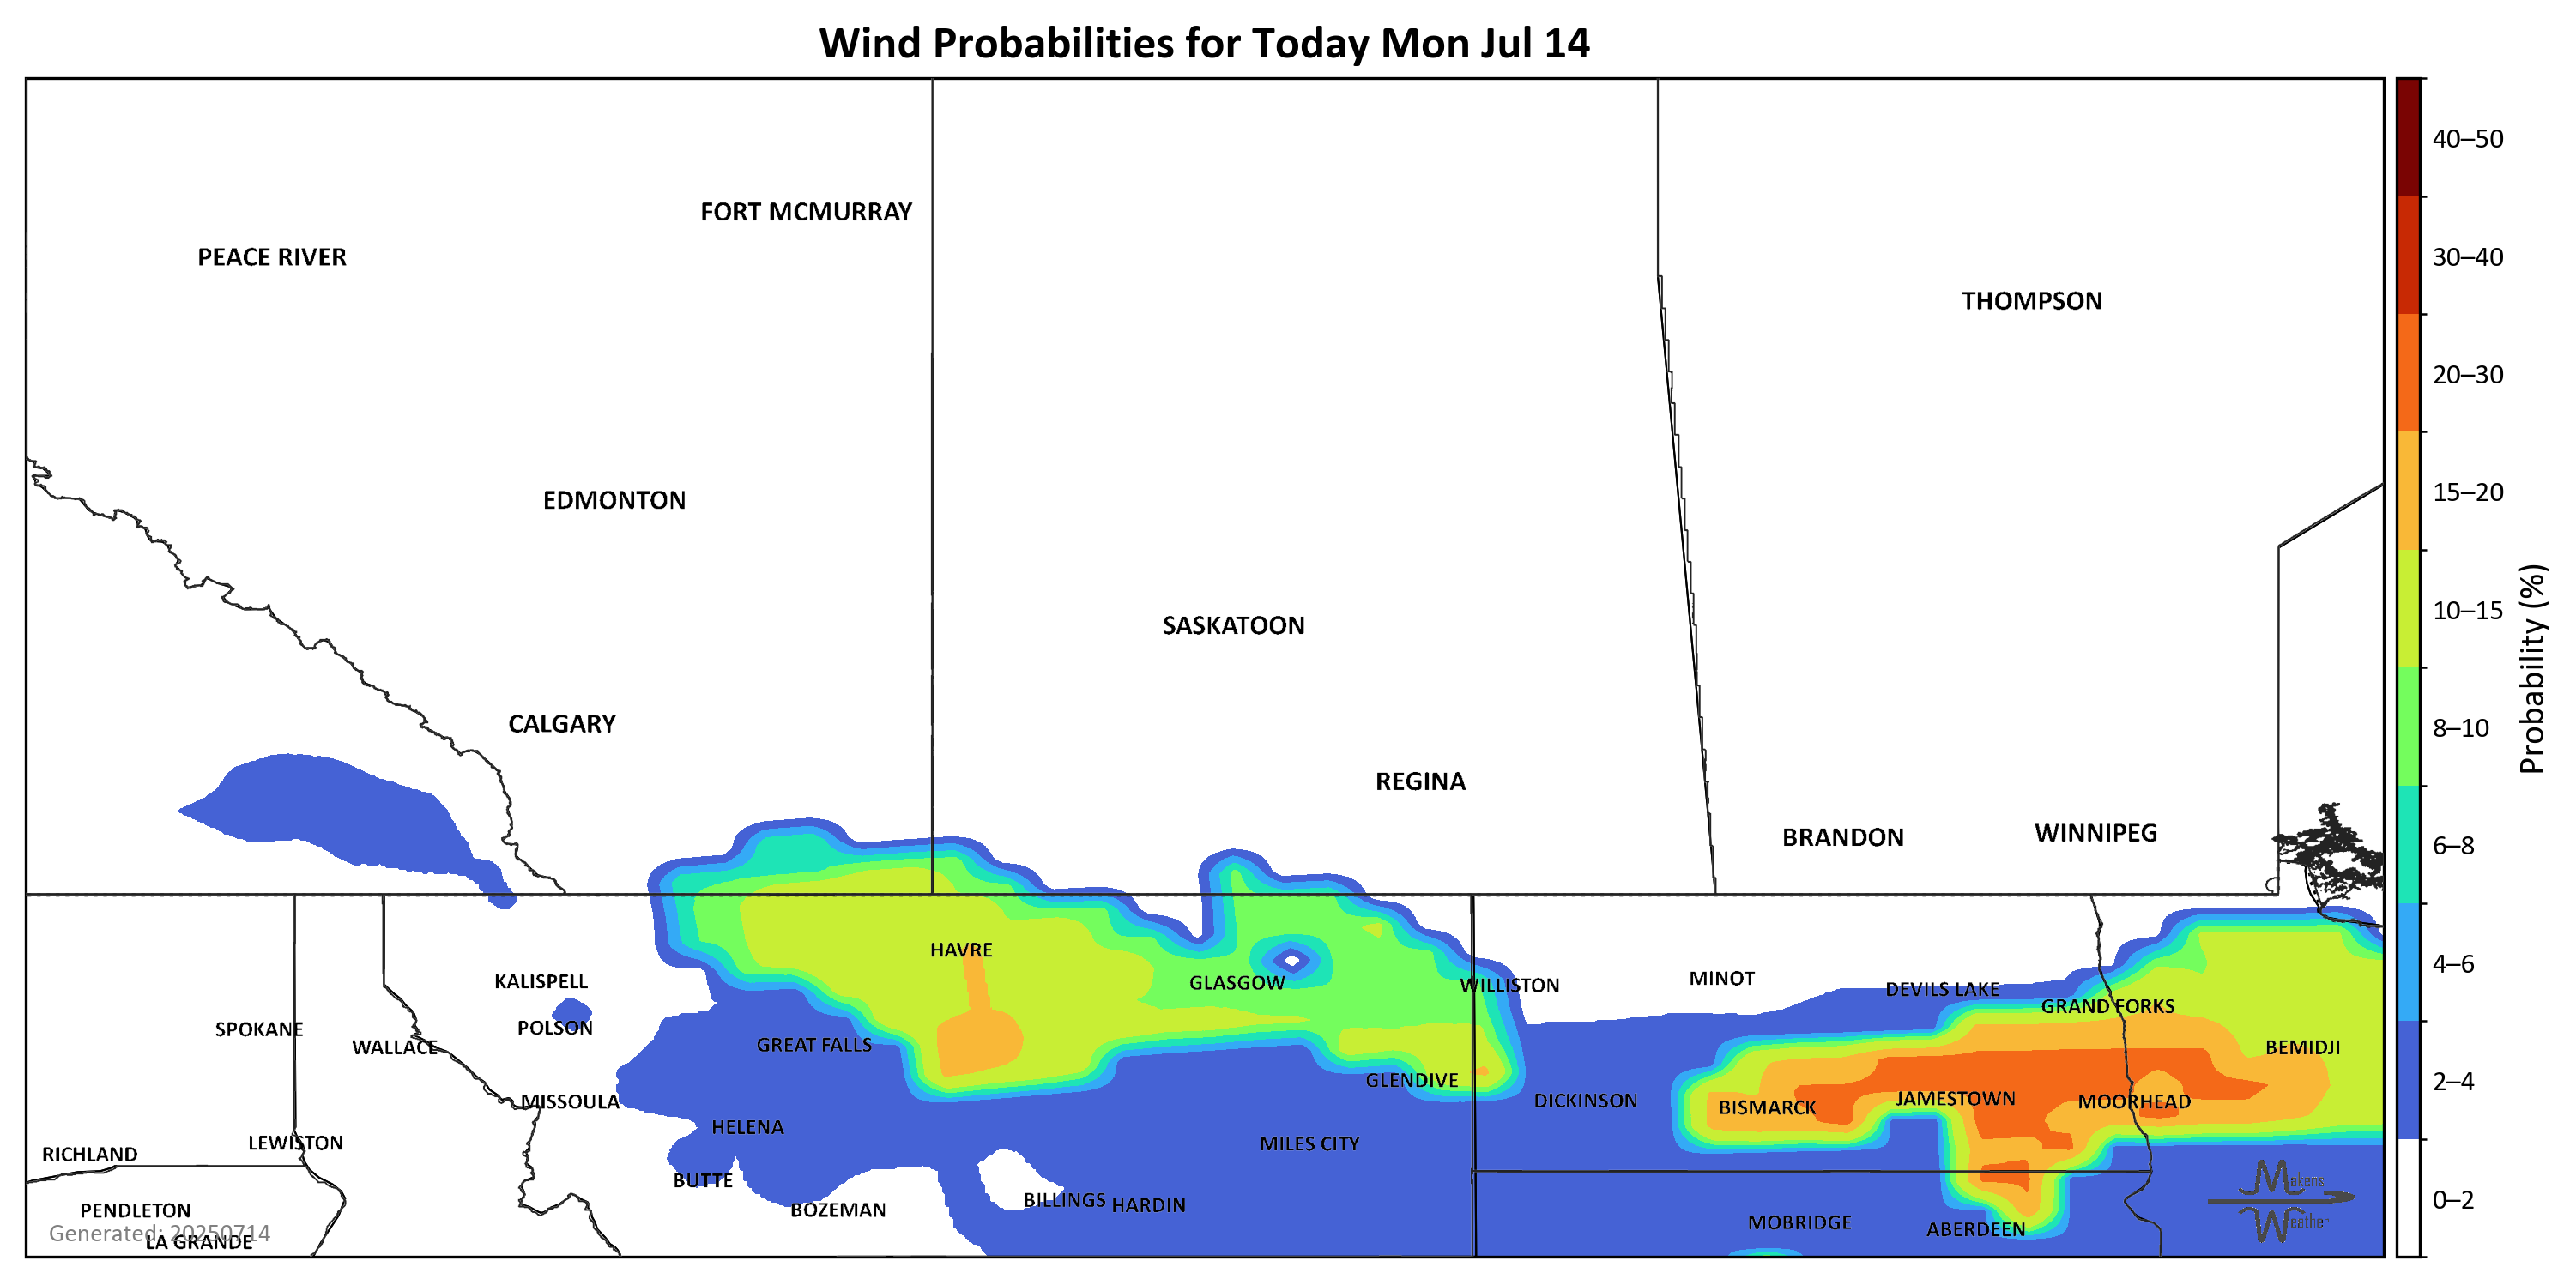 Wind Probabilities for Today Mon Jul 14
40–50
FORT MCMURRAY
PEACE RIVER
30–40
THOMPSON
20–30
EDMONTON
15–20
10–15
SASKATOON
Probability (%)
CALGARY
8–10
REGINA
BRANDON
WINNIPEG
6–8
HAVRE
4–6
KALISPELL
GLASGOW
WILLISTON
MINOT
DEVILS LAKE
GRAND FORKS
SPOKANE
POLSON
WALLACE
GREAT FALLS
BEMIDJI
GLENDIVE
2–4
MISSOULA
DICKINSON
BISMARCK
JAMESTOWN
MOORHEAD
HELENA
LEWISTON
MILES CITY
RICHLAND
BUTTE
BILLINGS
HARDIN
0–2
PENDLETON
BOZEMAN
MOBRIDGE
ABERDEEN
Generated: 20250714
LA GRANDE
Mokens
Weather